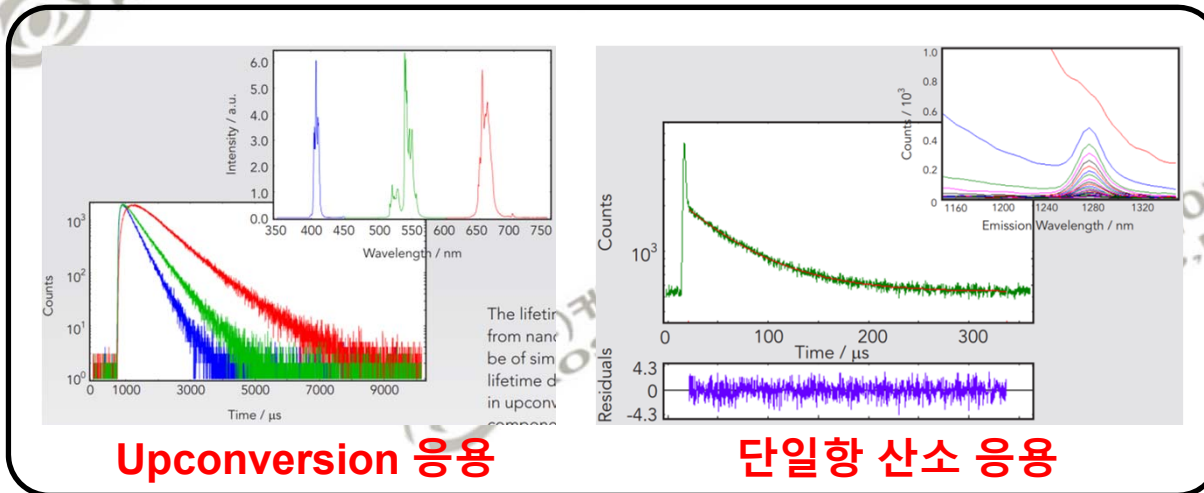 6.0
5.0
4.0
3.0
2.0
1.0
0.0
Intensity / a.u.
350 400 450 500 550 600 650 700 750
Wavelength / nm
10³
10²
10¹
10⁰
Counts
0 1000 3000 5000 7000 9000
Time / µs
The lifetim
from nano
be of sim
lifetime d
in upconv
Upconversion 응용
1.0
0.8
0.6
0.4
0.2
0
Counts / 10³
1160 1200 1240 1280 1320
Emission Wavelength / nm
Counts
10³
0 100 200 300
Time / µs
Residuals
4.3
0
-4.3
단일항 산소 응용